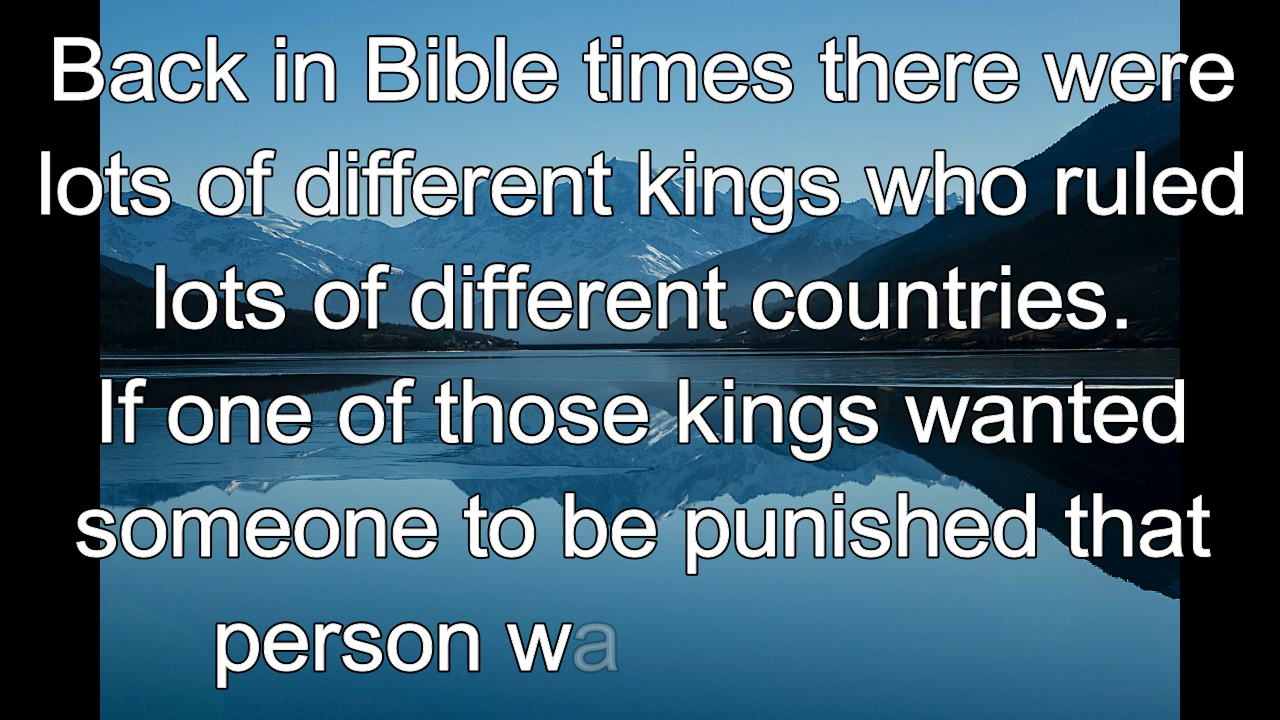 Back in Bible times there were
lots of different kings who ruled
lots of different countries.
If one of those kings wanted
someone to be punished that
person wa